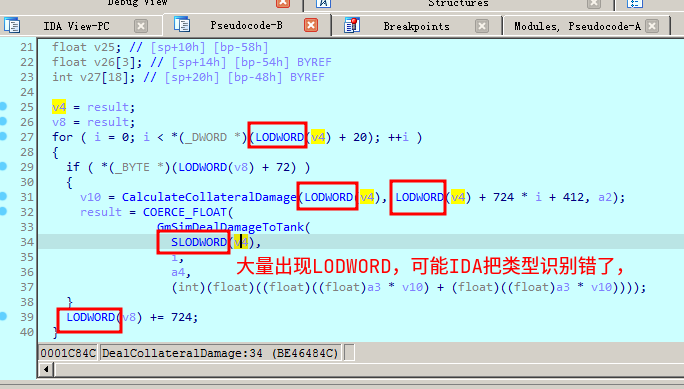 Debug View
Structures
IDA View-PC
Pseudocode-B
Breakpoints
Modules, Pseudocode-A
21 float v25; // [sp+10h] [bp-58h]
22 float v26[3]; // [sp+14h] [bp-54h] BYREF
23 int v27[18]; // [sp+20h] [bp-48h] BYREF
24
25 v4 = result;
26 v8 = result;
27 for ( i = 0; i < *(_DWORD *)(LODWORD(v4) + 20); ++i )
28 {
29 if ( *(_BYTE *)(LODWORD(v8) + 72) )
30 {
31 v10 = CalculateCollateralDamage(LODWORD(v4), LODWORD(v4) + 724 * i + 412, a2);
32 result = COERCE_FLOAT(
33 GmSimDealDamageToTank(
34 SLODWORD(v4),
35 i,
36 a4,
37 (int)(float)((float)((float)a3 * v10) + (float)((float)a3 * v10))));
38 }
39 LODWORD(v8) += 724;
40 }
大量出现LODWORD，可能IDA把类型识别错了，
0001C84C DealCollateralDamage:34 (BE46484C)